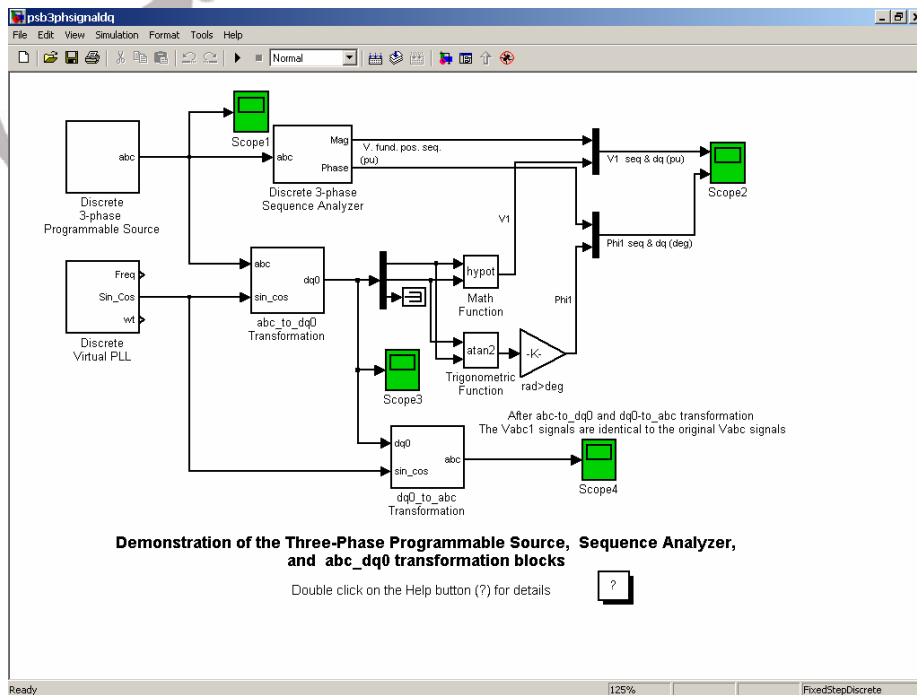 psb3phsignaldq
File Edit View Simulation Format Tools Help
Normal
Scope1
abc
Discrete
3-phase
Programmable Source
abc
Mag
Phase
Discrete 3-phase
Sequence Analyzer
V. fund. pos. seq.
(pu)
V1 seq & dq (pu)
Scope2
V1
Phi1 seq & dq (deg)
Freq
Sin_Cos
wt
Discrete
Virtual PLL
abc
sin_cos
dq0
abc_to_dq0
Transformation
hypot
Math
Function
Phi1
atan2
Trigonometric
Function
-K-
rad>deg
Scope3
After abc-to_dq0 and dq0-to_abc transformation
The Vabc1 signals are identical to the original Vabc signals
dq0
sin_cos
abc
dq0_to_abc
Transformation
Scope4
Demonstration of the Three-Phase Programmable Source, Sequence Analyzer,
and abc_dq0 transformation blocks
Double click on the Help button (?) for details
?
Ready
125%
FixedStepDiscrete